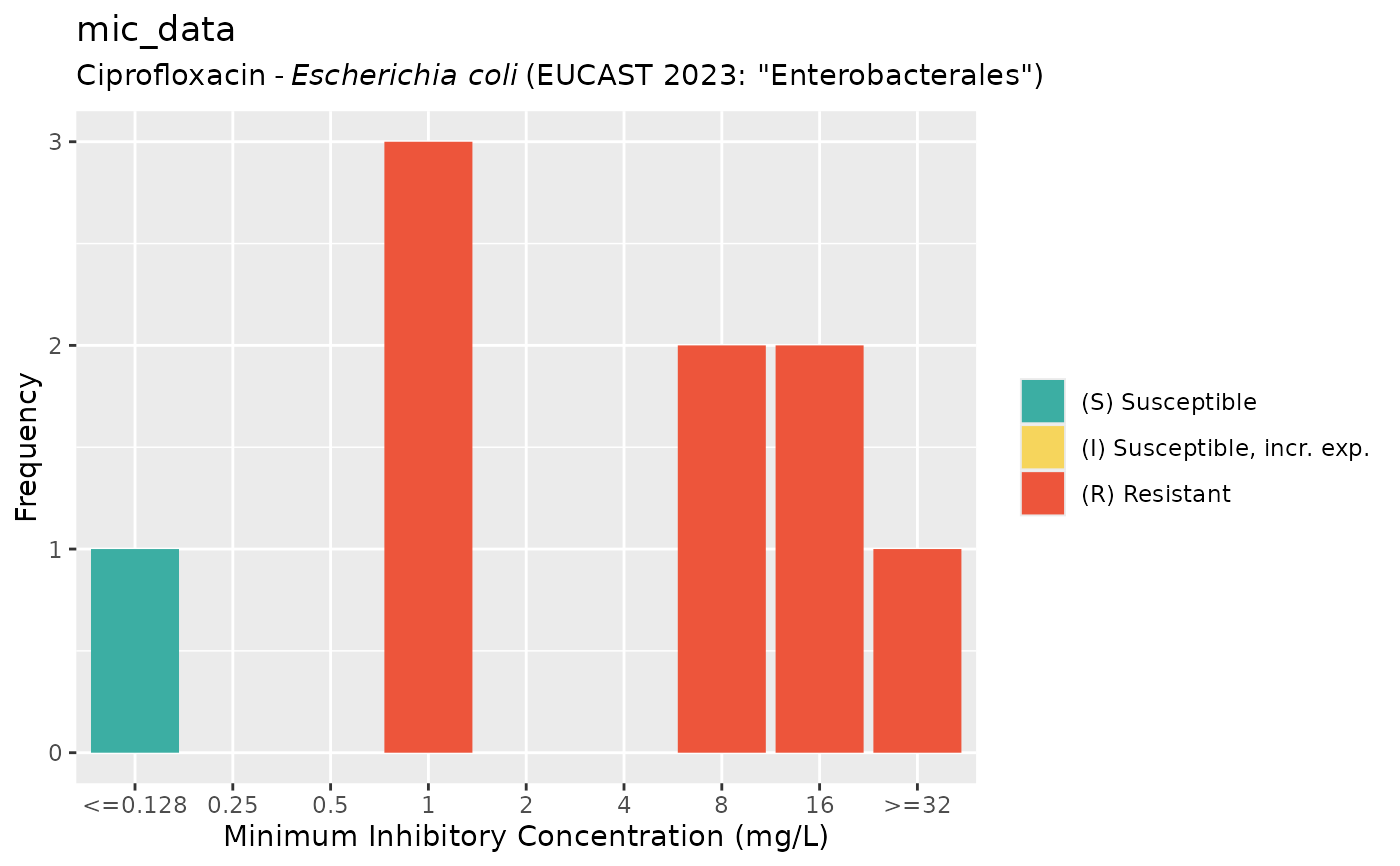 mic_data
Ciprofloxacin - Escherichia coli (EUCAST 2023: "Enterobacterales")
Frequency
3
2
1
0
<=0.128 0.25 0.5 1 2 4 8 16 >=32
Minimum Inhibitory Concentration (mg/L)
(S) Susceptible
(I) Susceptible, incr. exp.
(R) Resistant